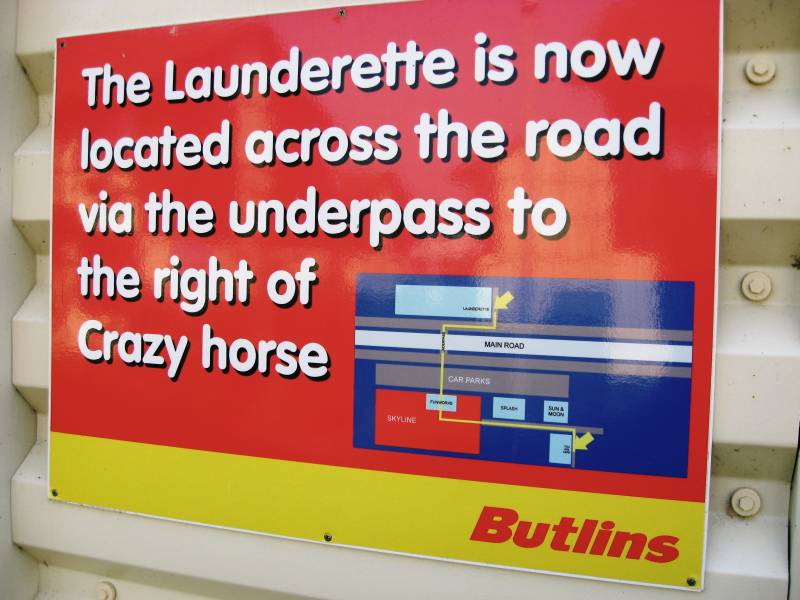 The Launderette is now
located across the road
via the underpass to
the right of
Crazy horse
LAUNDERETTE
MAIN ROAD
CAR PARKS
FUNWORKS
SPLASH
SUN &
MOON
SKYLINE
Butlins